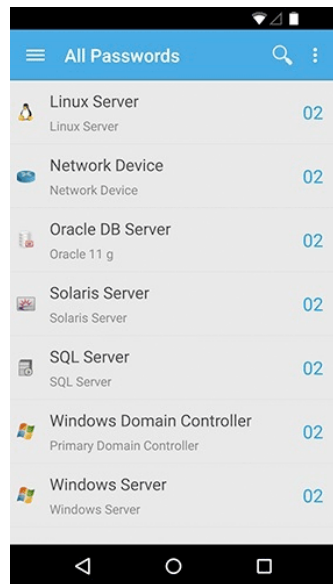 All Passwords
Linux Server
02
Linux Server
Network Device
02
Network Device
Oracle DB Server
02
Oracle 11 g
Solaris Server
02
Solaris Server
SQL Server
02
SQL Server
Windows Domain Controller
02
Primary Domain Controller
Windows Server
02
Windows Server